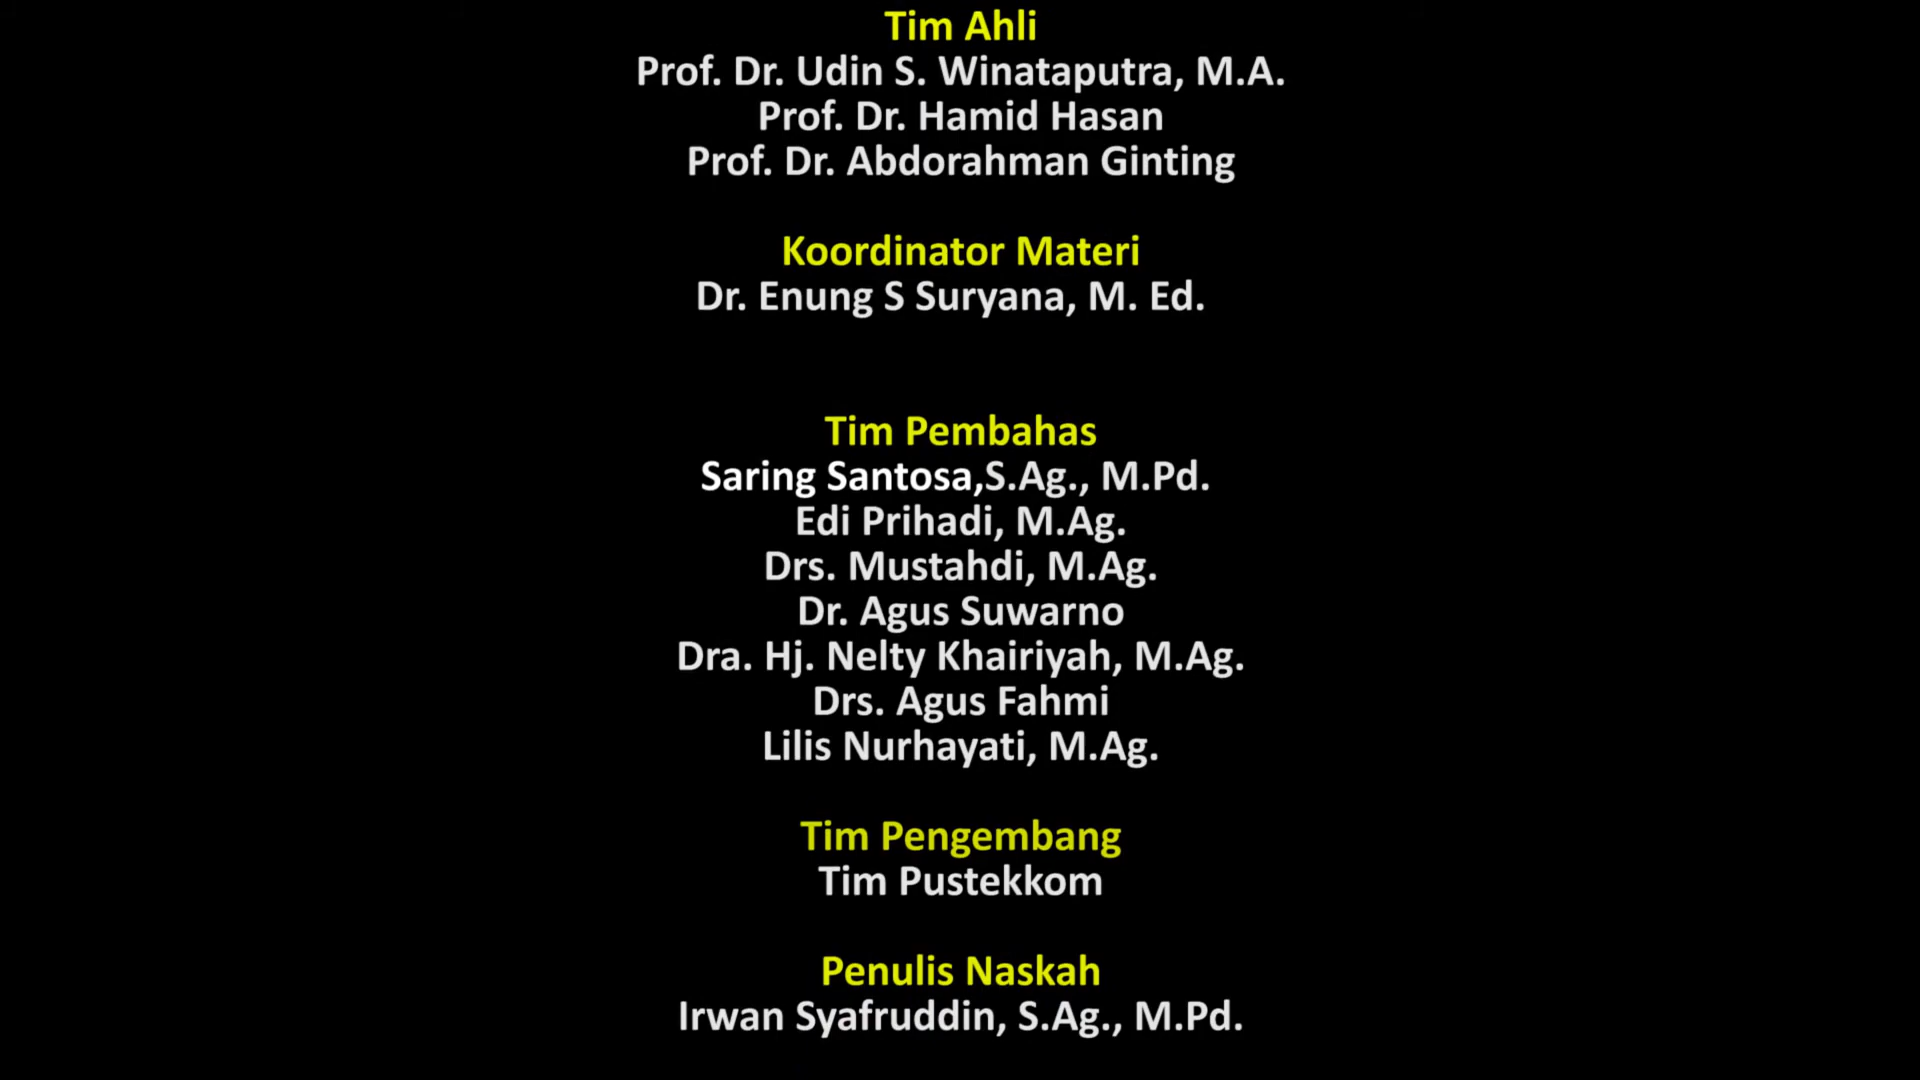 Tim Ahli
Prof. Dr. Udin S. Winataputra, M.A.
Prof. Dr. Hamid Hasan
Prof. Dr. Abdorahman Ginting
Koordinator Materi
Dr. Enung S Suryana, M. Ed.
Tim Pembahas
Saring Santosa,S.Ag., M.Pd.
Edi Prihadi, M.Ag.
Drs. Mustahdi, M.Ag.
Dr. Agus Suwarno
Dra. Hj. Nelty Khairiyah, M.Ag.
Drs. Agus Fahmi
Lilis Nurhayati, M.Ag.
Tim Pengembang
Tim Pustekkom
Penulis Naskah
Irwan Syafruddin, S.Ag., M.Pd.